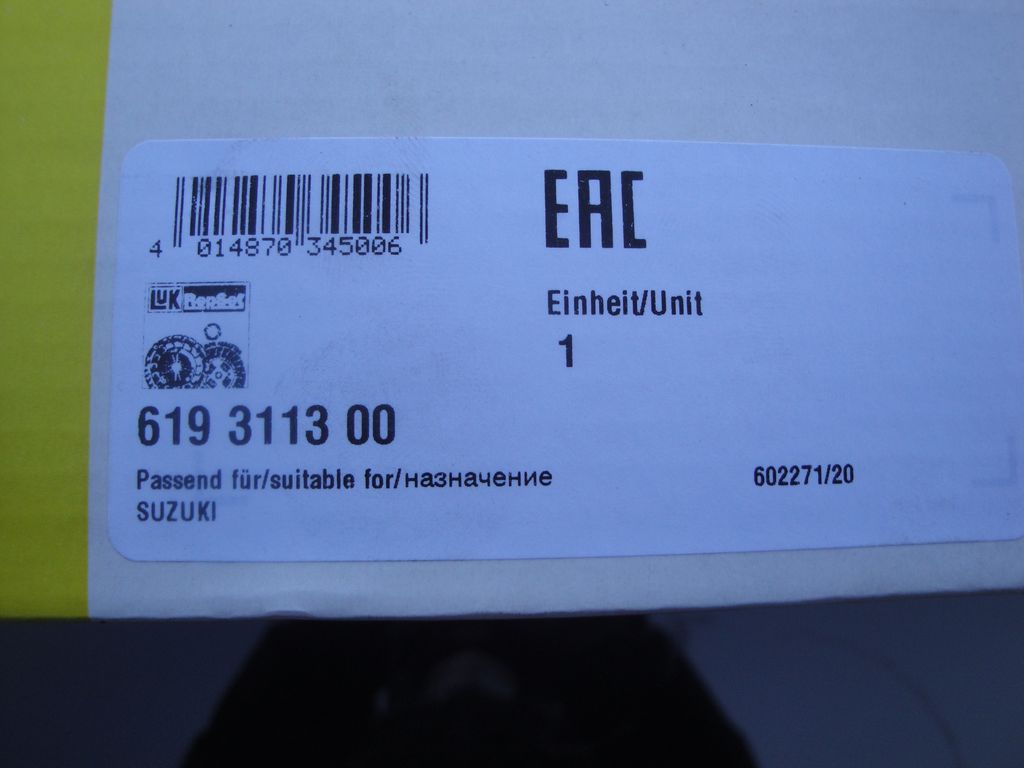 4 014870 345006
EAC
LUK RepSet
Einheit/Unit
1
619 3113 00
Passend für/suitable for/назначение
SUZUKI
602271/20